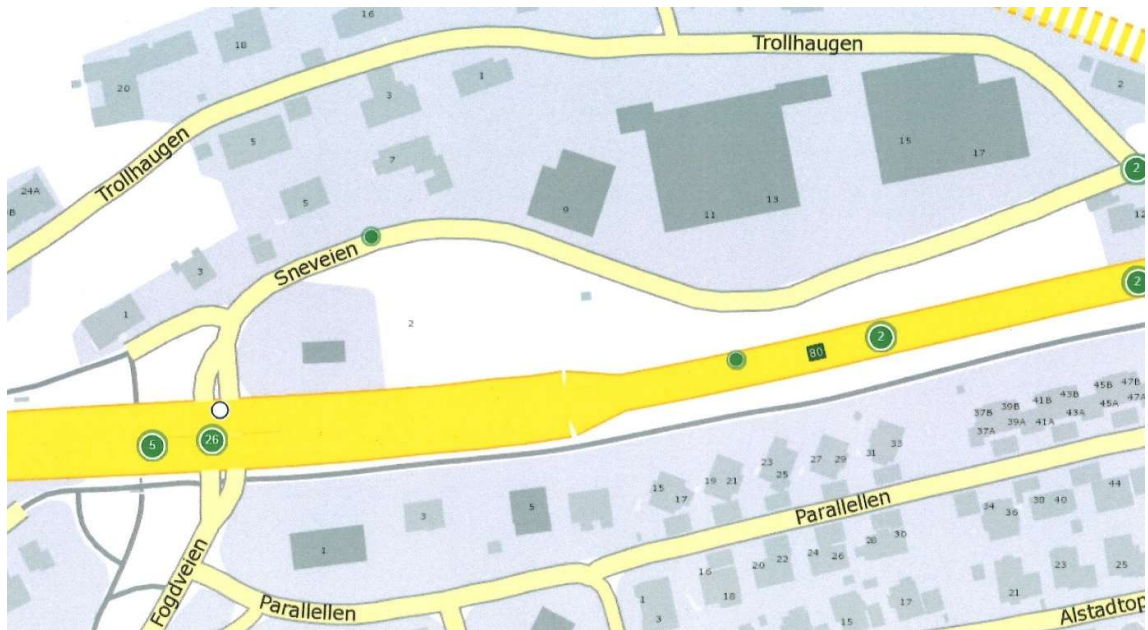 16
18
Trollhaugen
20
1
3
2
5
15
17
7
2
Trollhaugen
24A
5
9
13
11
12
Sneveien
3
2
1
2
80
2
45B
47B
43B
41B
39B
37B
47A
45A
43A
41A
39A
37A
5
26
33
31
27
29
23
25
19
21
15
17
44
38
40
34
36
Parallellen
5
3
30
28
24
26
22
20
1
Fogdveien
16
18
23
25
21
17
15
1
3
Parallellen
Alstadtop